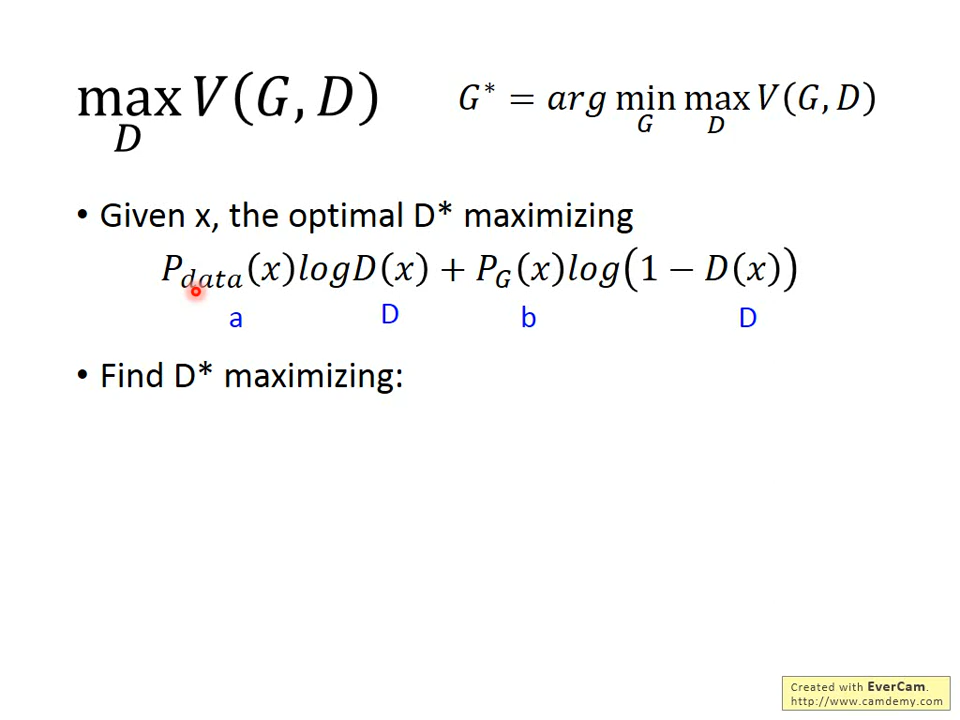 max V(G, D)
D
G* = arg min max V(G, D)
G D
• Given x, the optimal D* maximizing
P_data(x)logD(x) + P_G(x)log(1 − D(x))
a D b D
• Find D* maximizing:
Created with EverCam.
http://www.camdemy.com